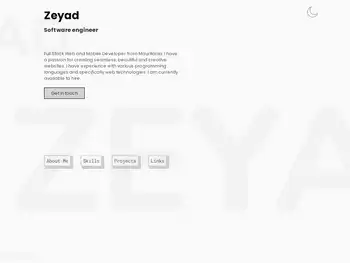 Zeyad
Software engineer
Full Stack Web and Mobile Developer from Mauritania, I have
a passion for creating seamless, beautiful and creative
websites. I have experience with various programming
languages and specifically web technologies. I am currently
available to hire.
Get in touch
About Me
Skills
Projects
Links
ZEYA